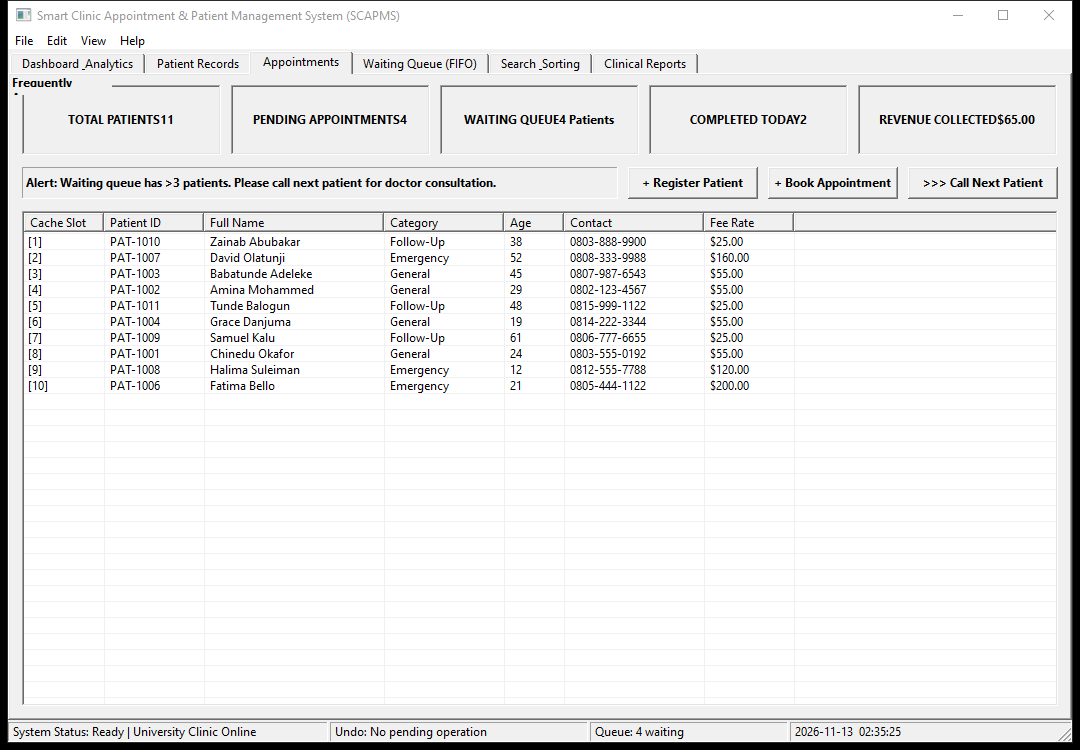 Smart Clinic Appointment & Patient Management System (SCAPMS)
File Edit View Help
Dashboard _Analytics Patient Records Appointments Waiting Queue (FIFO) Search _Sorting Clinical Reports
Frequently
TOTAL PATIENTS11 PENDING APPOINTMENTS4 WAITING QUEUE4 Patients COMPLETED TODAY2 REVENUE COLLECTED$65.00
Alert: Waiting queue has >3 patients. Please call next patient for doctor consultation. + Register Patient + Book Appointment >>> Call Next Patient
Cache Slot Patient ID Full Name Category Age Contact Fee Rate
[1] PAT-1010 Zainab Abubakar Follow-Up 38 0803-888-9900 $25.00
[2] PAT-1007 David Olatunji Emergency 52 0808-333-9988 $160.00
[3] PAT-1003 Babatunde Adeleke General 45 0807-987-6543 $55.00
[4] PAT-1002 Amina Mohammed General 29 0802-123-4567 $55.00
[5] PAT-1011 Tunde Balogun Follow-Up 48 0815-999-1122 $25.00
[6] PAT-1004 Grace Danjuma General 19 0814-222-3344 $55.00
[7] PAT-1009 Samuel Kalu Follow-Up 61 0806-777-6655 $25.00
[8] PAT-1001 Chinedu Okafor General 24 0803-555-0192 $55.00
[9] PAT-1008 Halima Suleiman Emergency 12 0812-555-7788 $120.00
[10] PAT-1006 Fatima Bello Emergency 21 0805-444-1122 $200.00
System Status: Ready | University Clinic Online Undo: No pending operation Queue: 4 waiting 2026-11-13 02:35:25